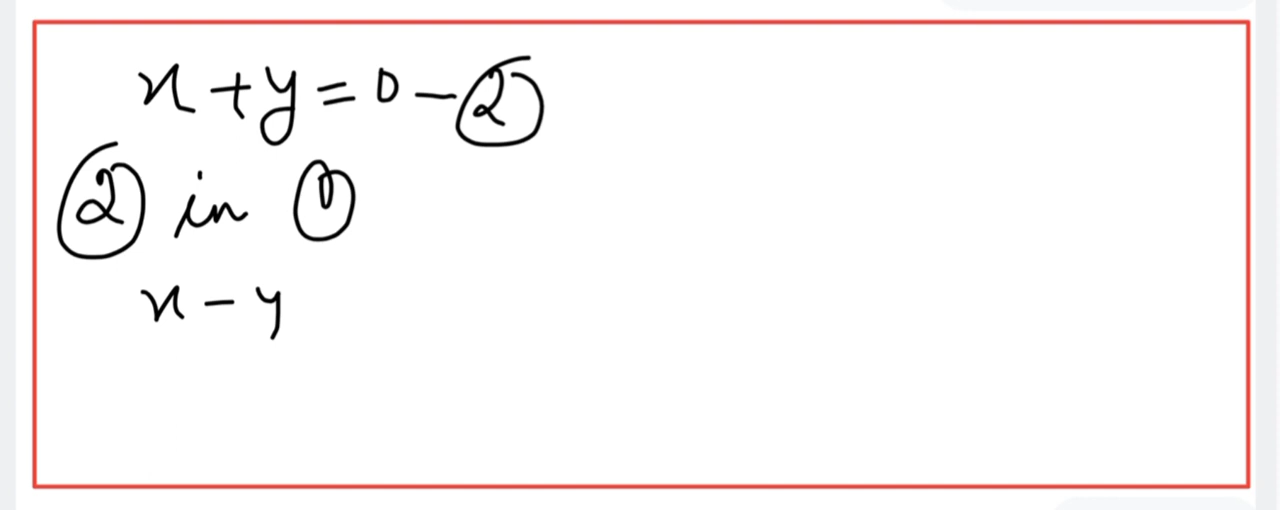 x + y = 0 - ②
② in ①
x - y